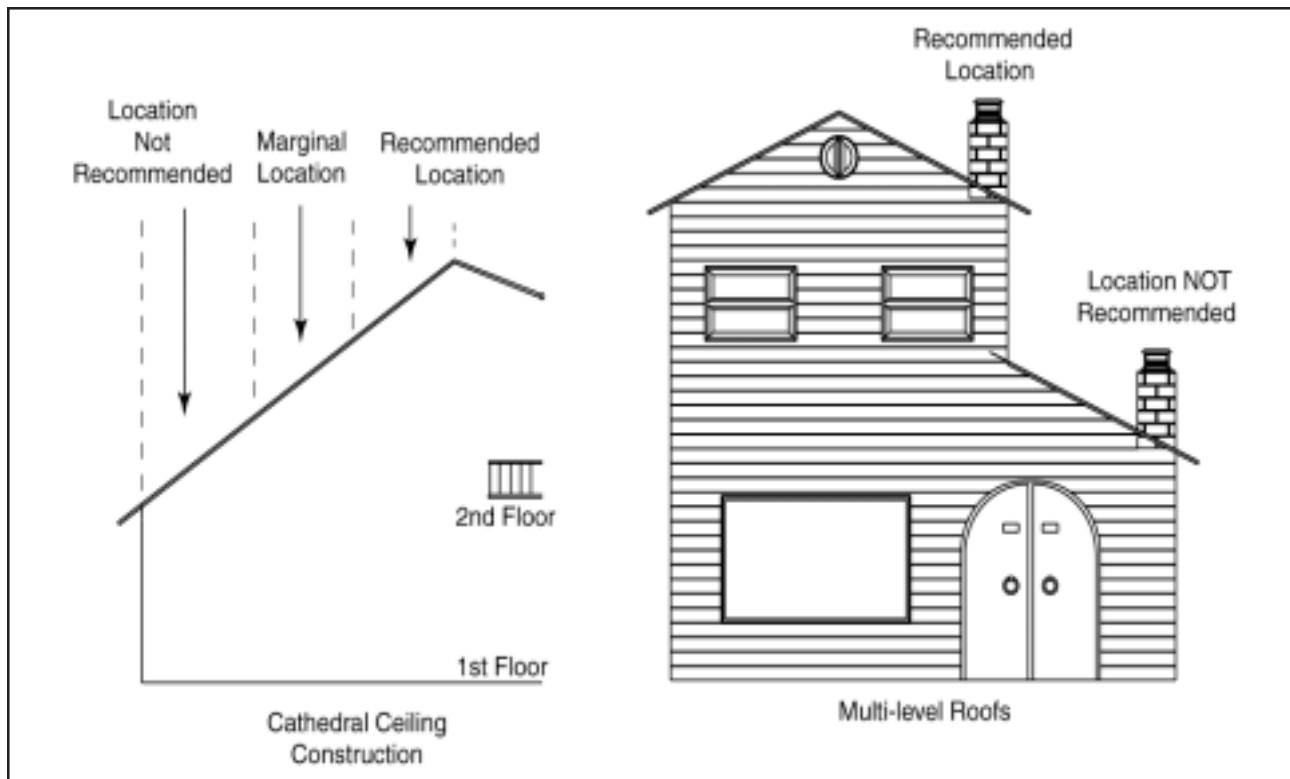 Location
Not
Recommended
Marginal
Location
Recommended
Location
2nd Floor
1st Floor
Cathedral Ceiling
Construction
Recommended
Location
Location NOT
Recommended
Multi-level Roofs